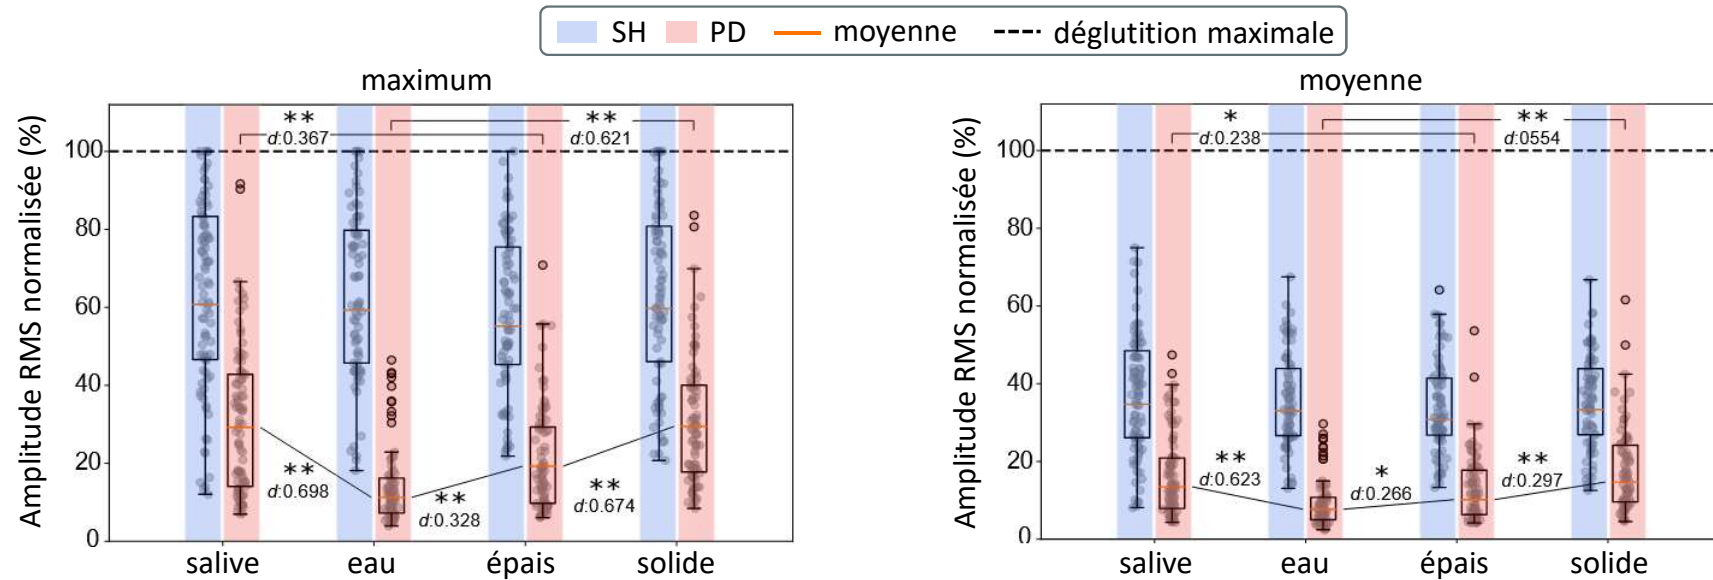 SH PD moyenne déglutition maximale
maximum
Amplitude RMS normalisée (%)
100
80
60
40
20
0
**
d:0.367
**
d:0.621
**
d:0.698
**
d:0.328
**
d:0.674
salive eau épais solide
moyenne
Amplitude RMS normalisée (%)
100
80
60
40
20
0
*
d:0.238
**
d:0554
**
d:0.623
*
d:0.266
**
d:0.297
salive eau épais solide